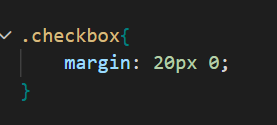 .checkbox{
    margin: 20px 0;
}